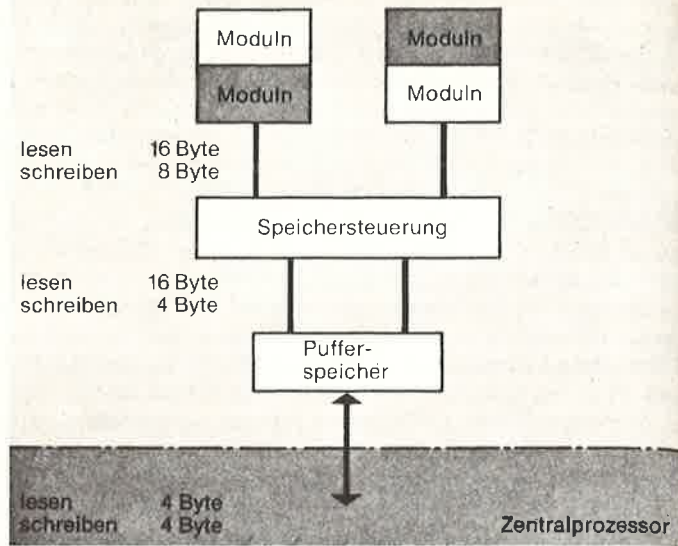 Moduln
Moduln
Moduln
Moduln
lesen 16 Byte
schreiben 8 Byte
Speichersteuerung
lesen 16 Byte
schreiben 4 Byte
Puffer-
speicher
lesen 4 Byte
schreiben 4 Byte
Zentralprozessor